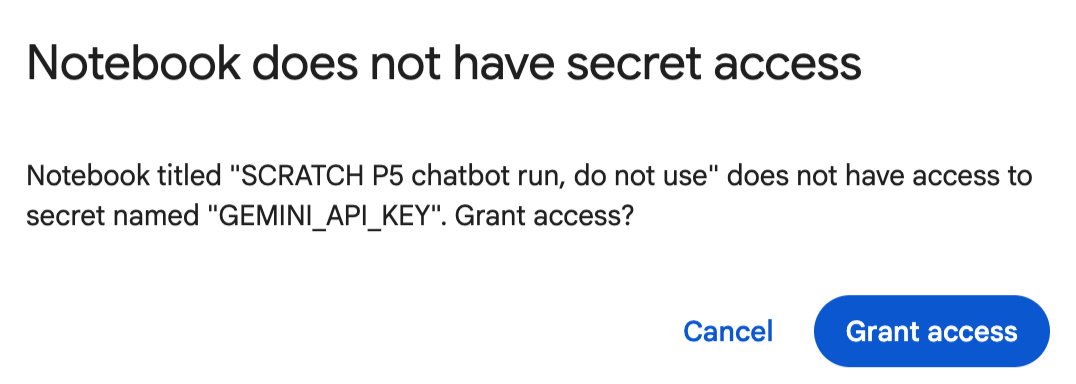 Notebook does not have secret access
Notebook titled "SCRATCH P5 chatbot run, do not use" does not have access to
secret named "GEMINI_API_KEY". Grant access?
Cancel
Grant access